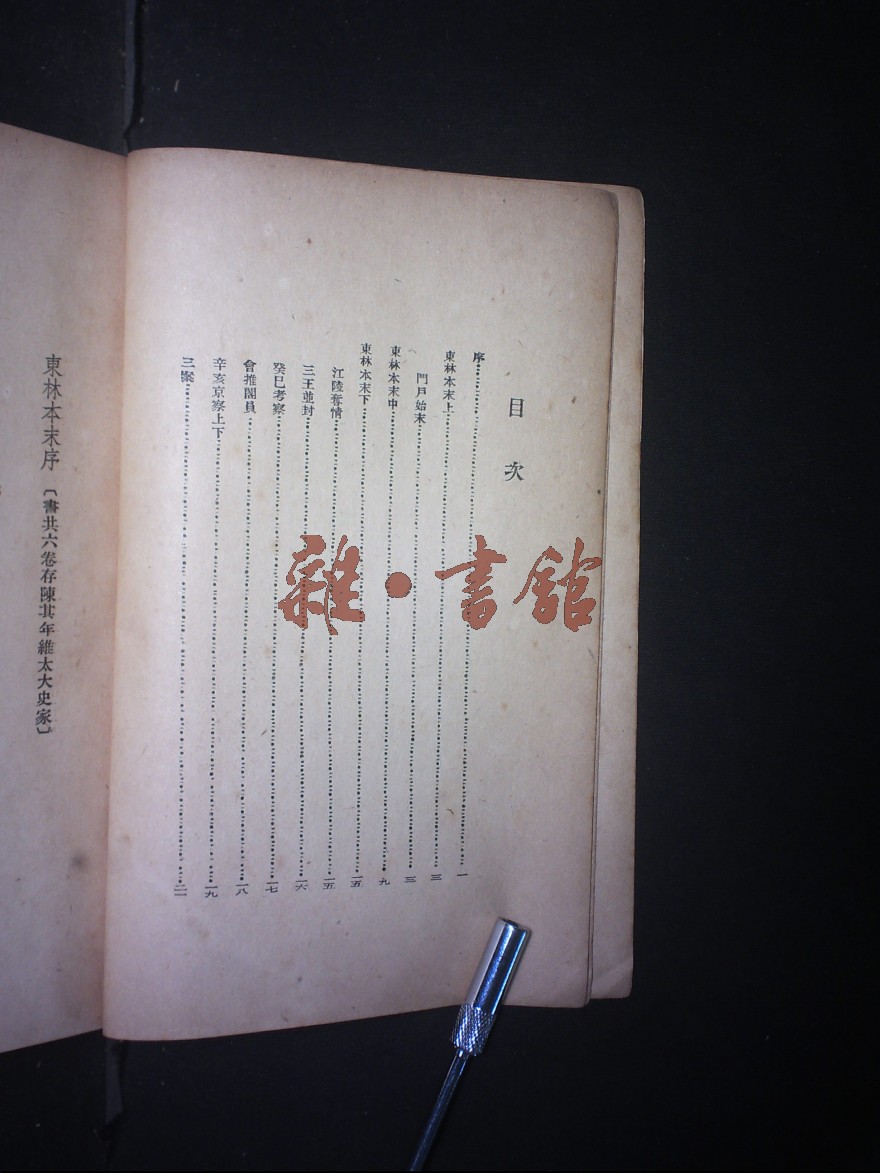 目次
序……一
東林本末上……三
門戶始末……三
東林本末中……九
東林本末下……一五
江陵奪情……一五
三王並封……一六
癸巳考察……一七
會推閣員……一八
辛亥京察上下……一九
三案……二一
東林本末序〔書共六卷存陳其年維太大史家〕
雜•書館